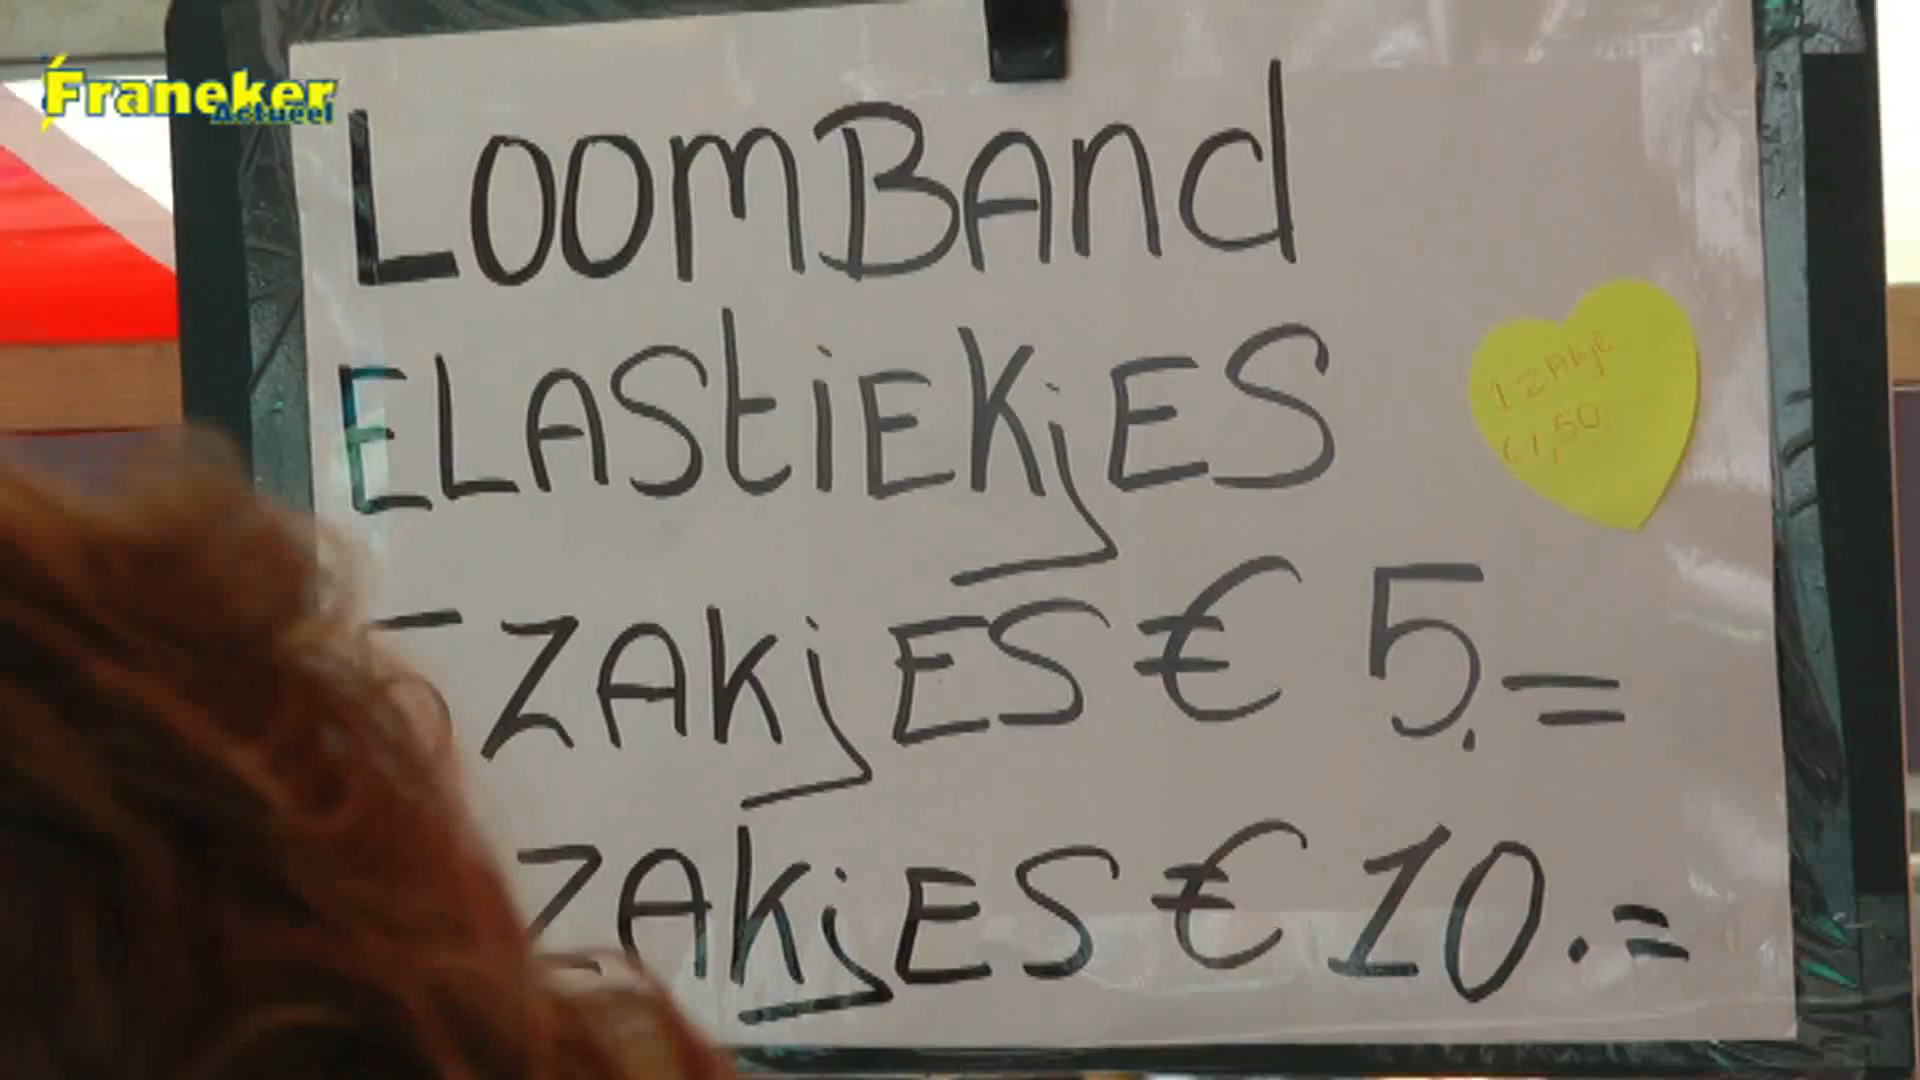 Franeker
Actueel
LOOMBAND
ELAStiEKjES
ZAKjES € 5.=
ZAKjES € 10.=
1 ZAKje
€1,50